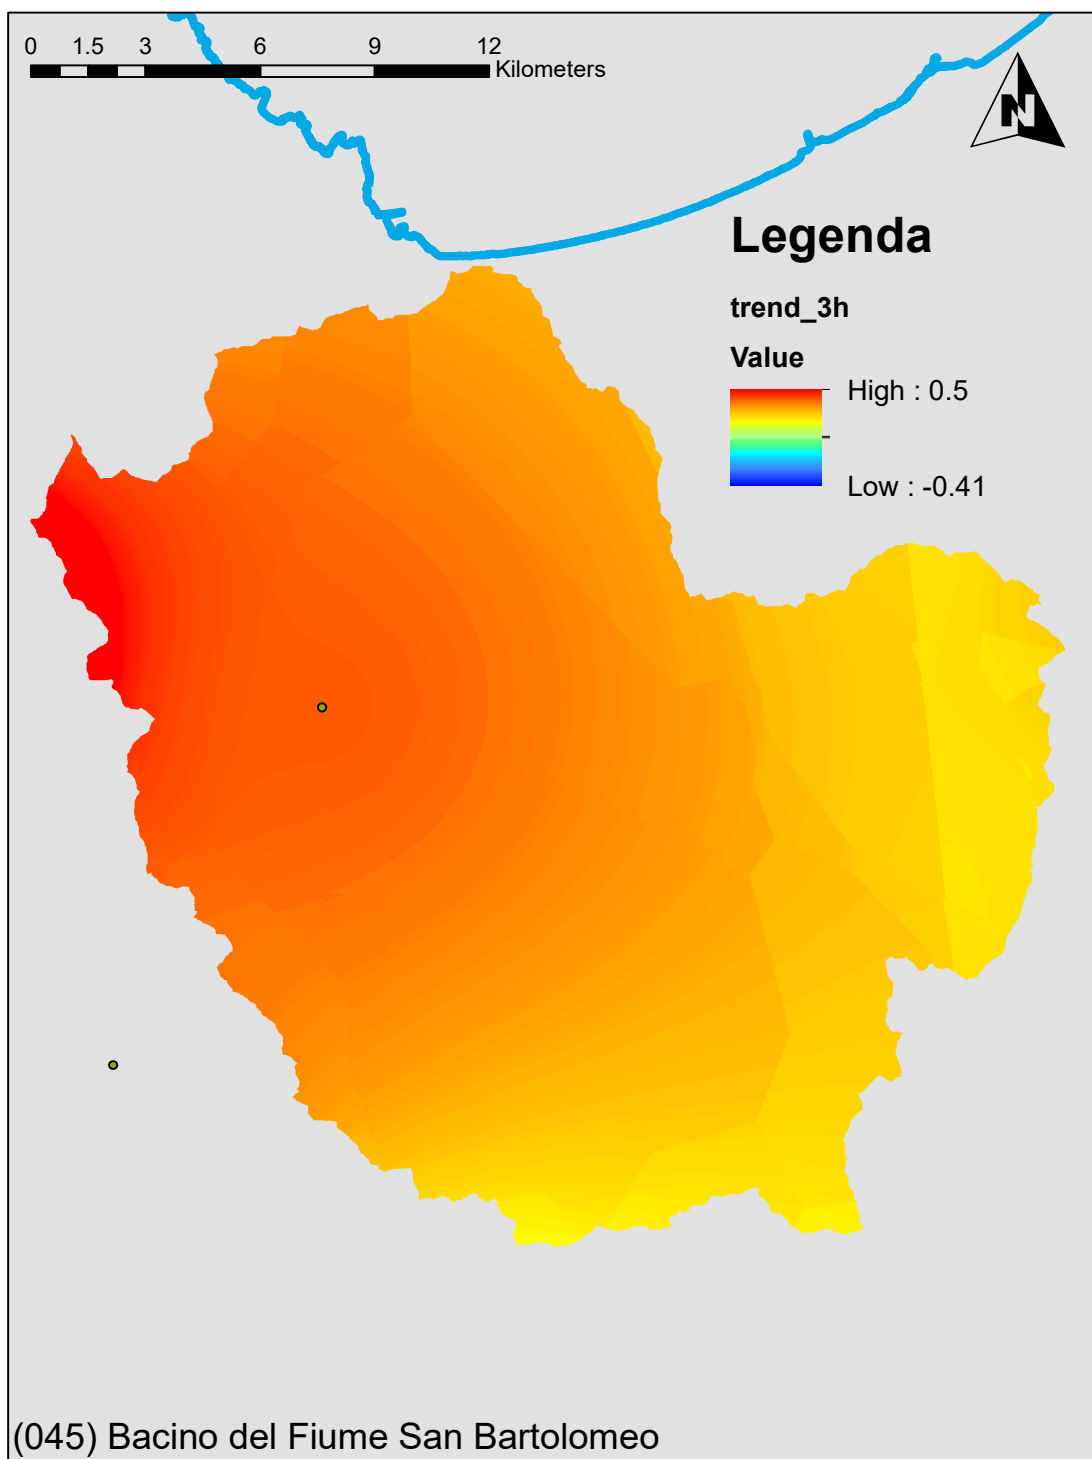 0 1.5 3 6 9 12
Kilometers
N
Legenda
trend_3h
Value
High : 0.5
Low : -0.41
(045) Bacino del Fiume San Bartolomeo